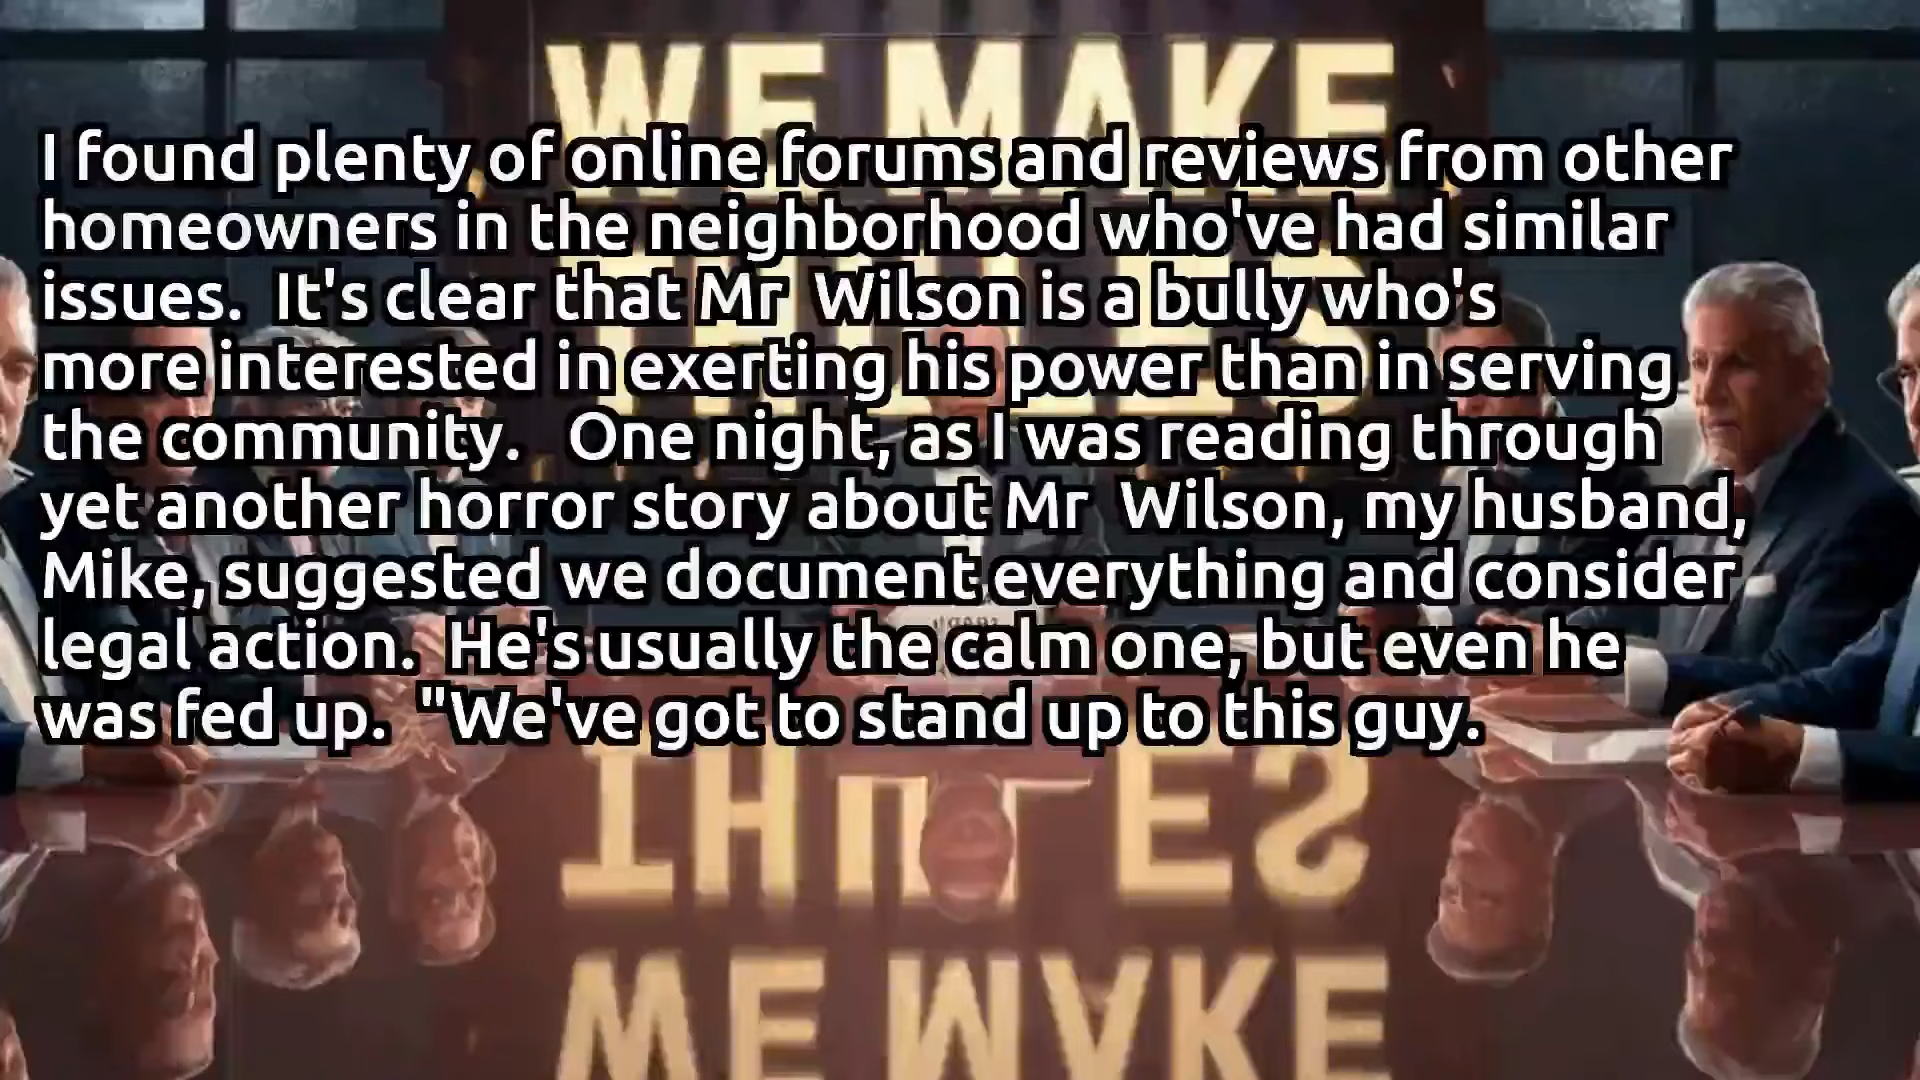 WE MAKE
I found plenty of online forums and reviews from other
homeowners in the neighborhood who've had similar
issues.  It's clear that Mr  Wilson is a bully who's
more interested in exerting his power than in serving
the community.   One night, as I was reading through
yet another horror story about Mr  Wilson, my husband,
Mike, suggested we document everything and consider
legal action.  He's usually the calm one, but even he
was fed up.  "We've got to stand up to this guy.